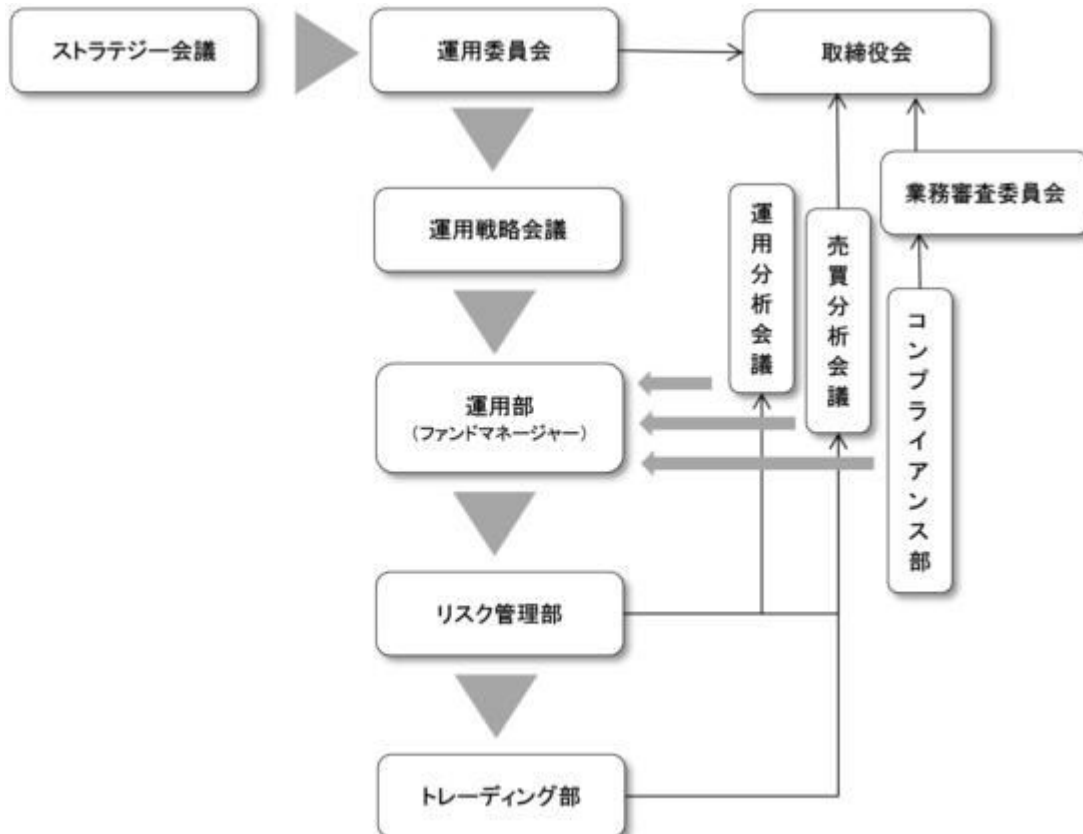 ストラテジー会議
運用委員会
取締役会
業務審査委員会
運用戦略会議
運用分析会議
売買分析会議
コンプライアンス部
運用部
(ファンドマネージャー)
リスク管理部
トレーディング部